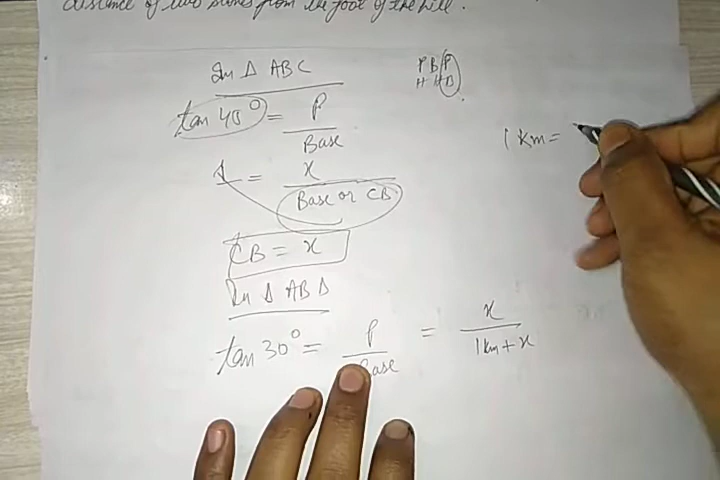 distance of two stones from the foot of the hill.
In Δ ABC
P B P
H H B
tan 40° = P / Base
1 km =
1 = x / Base or CB
CB = x
In Δ ABD
tan 30° = P / Base = x / 1km + x